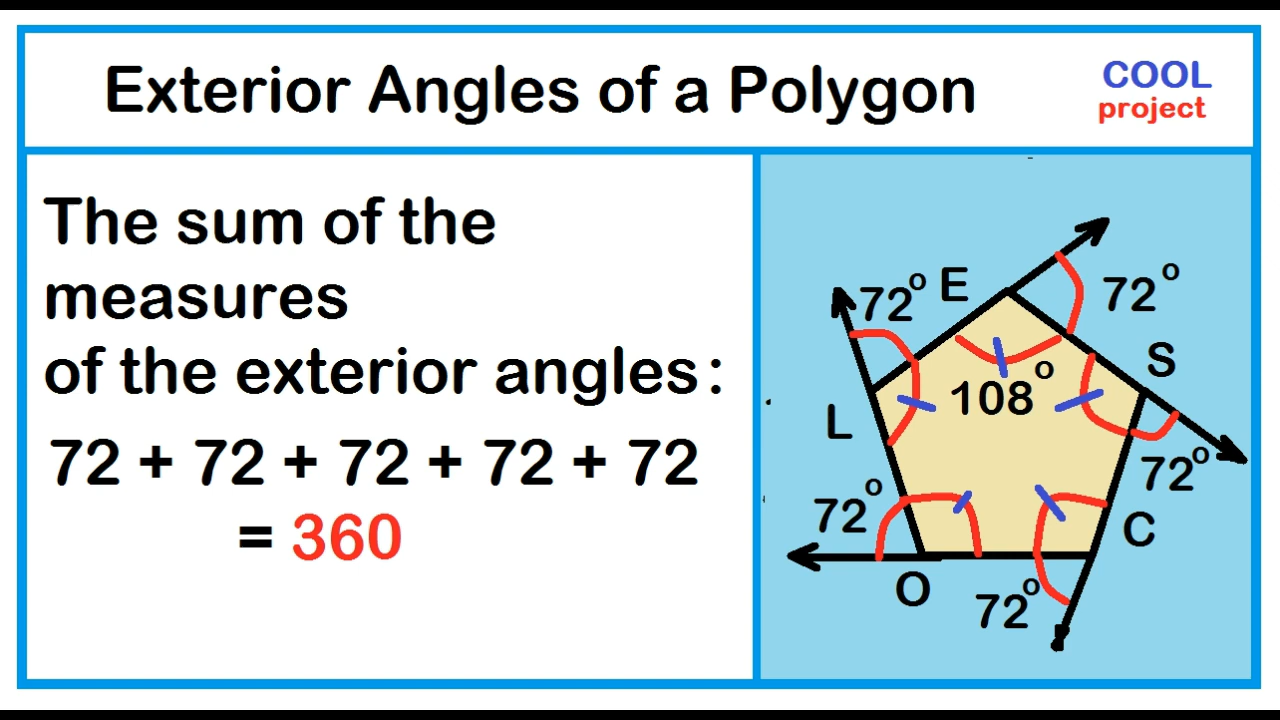 Exterior Angles of a Polygon
COOL
project
The sum of the
measures
of the exterior angles:
72 + 72 + 72 + 72 + 72
= 360
72° E
72°
S
108°
L
72°
72°
C
O
72°